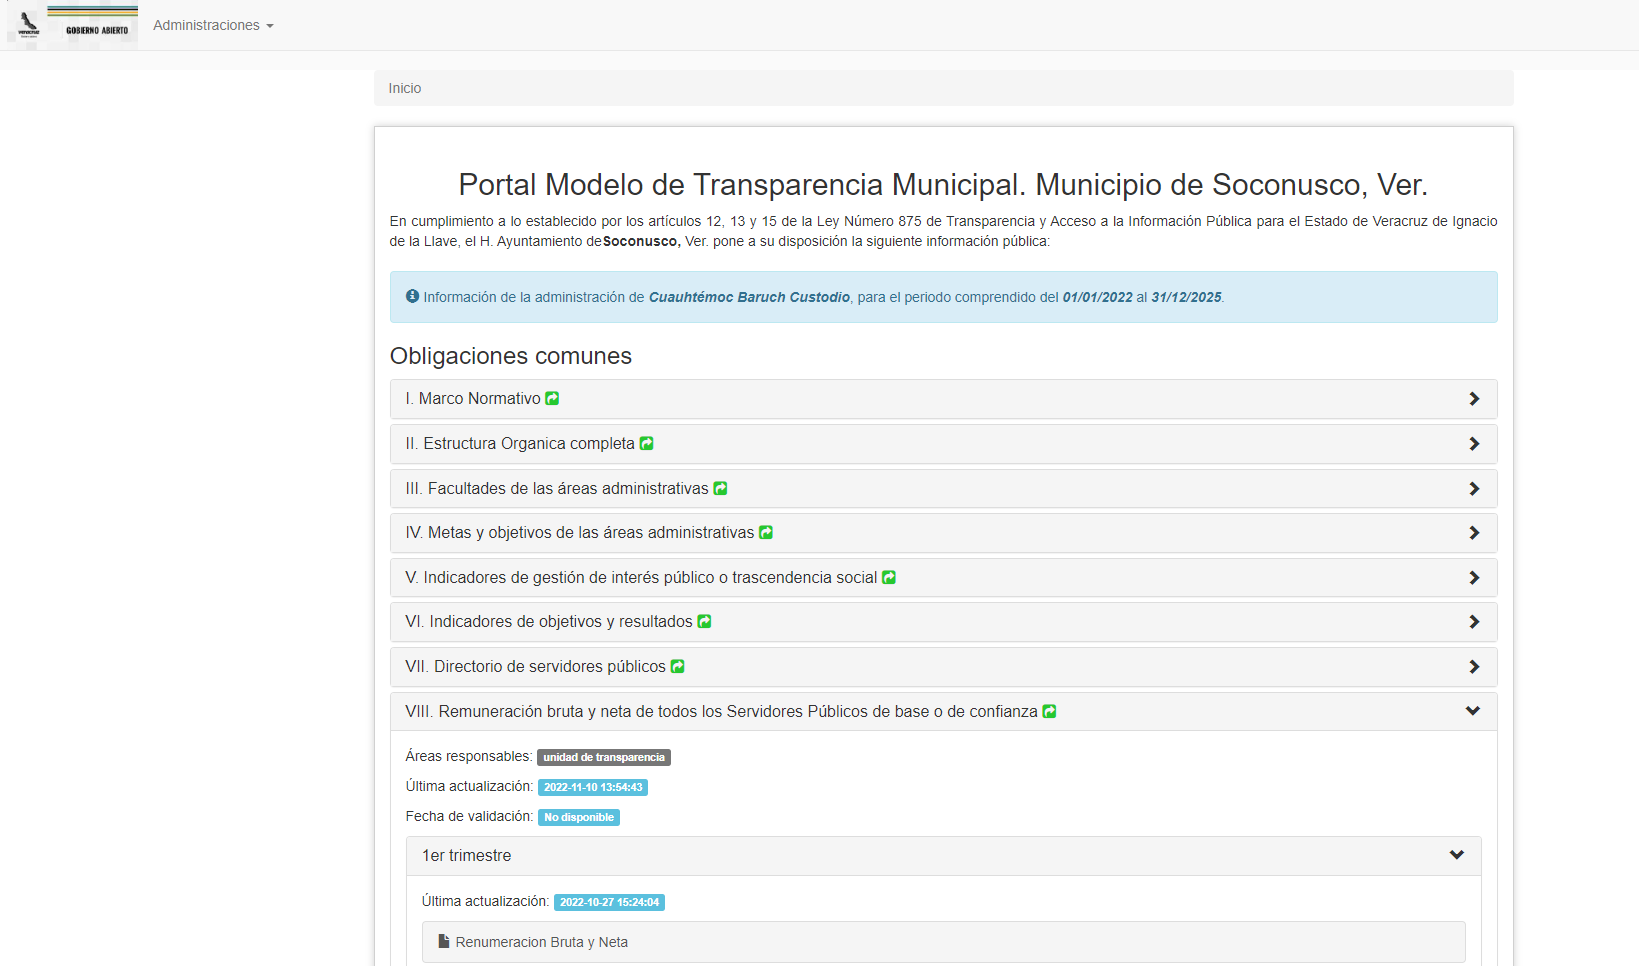 veracruz
GOBIERNO ABIERTO
Administraciones
Inicio
Portal Modelo de Transparencia Municipal. Municipio de Soconusco, Ver.
En cumplimiento a lo establecido por los artículos 12, 13 y 15 de la Ley Número 875 de Transparencia y Acceso a la Información Pública para el Estado de Veracruz de Ignacio
de la Llave, el H. Ayuntamiento deSoconusco, Ver. pone a su disposición la siguiente información pública:
Información de la administración de Cuauhtémoc Baruch Custodio, para el periodo comprendido del 01/01/2022 al 31/12/2025.
Obligaciones comunes
I. Marco Normativo
II. Estructura Organica completa
III. Facultades de las áreas administrativas
IV. Metas y objetivos de las áreas administrativas
V. Indicadores de gestión de interés público o trascendencia social
VI. Indicadores de objetivos y resultados
VII. Directorio de servidores públicos
VIII. Remuneración bruta y neta de todos los Servidores Públicos de base o de confianza
Áreas responsables: unidad de transparencia
Última actualización: 2022-11-10 13:54:43
Fecha de validación: No disponible
1er trimestre
Última actualización: 2022-10-27 15:24:04
Renumeracion Bruta y Neta